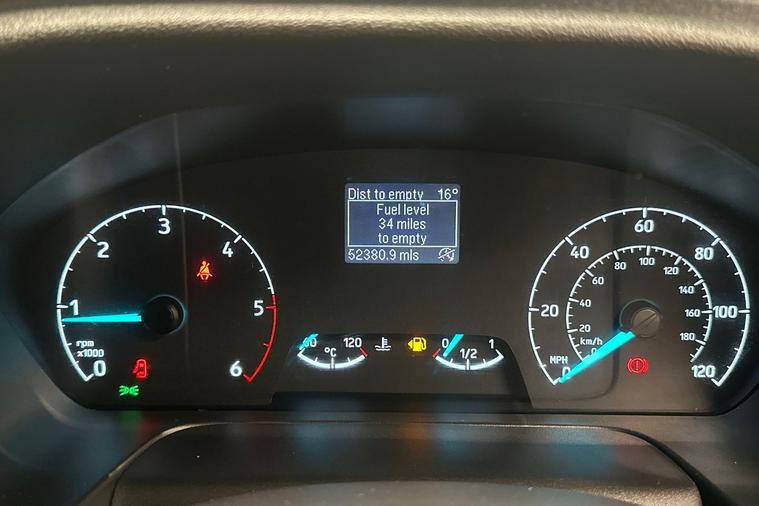 Dist to empty 16°
Fuel level
34 miles
to empty
52380.9 mls
0 1 2 3 4 5 6
rpm
x1000
120
°C
0 1/2 1
0 20 40 60 80 100 120
MPH
20 40 60 80 100 120 140 160 180
km/h